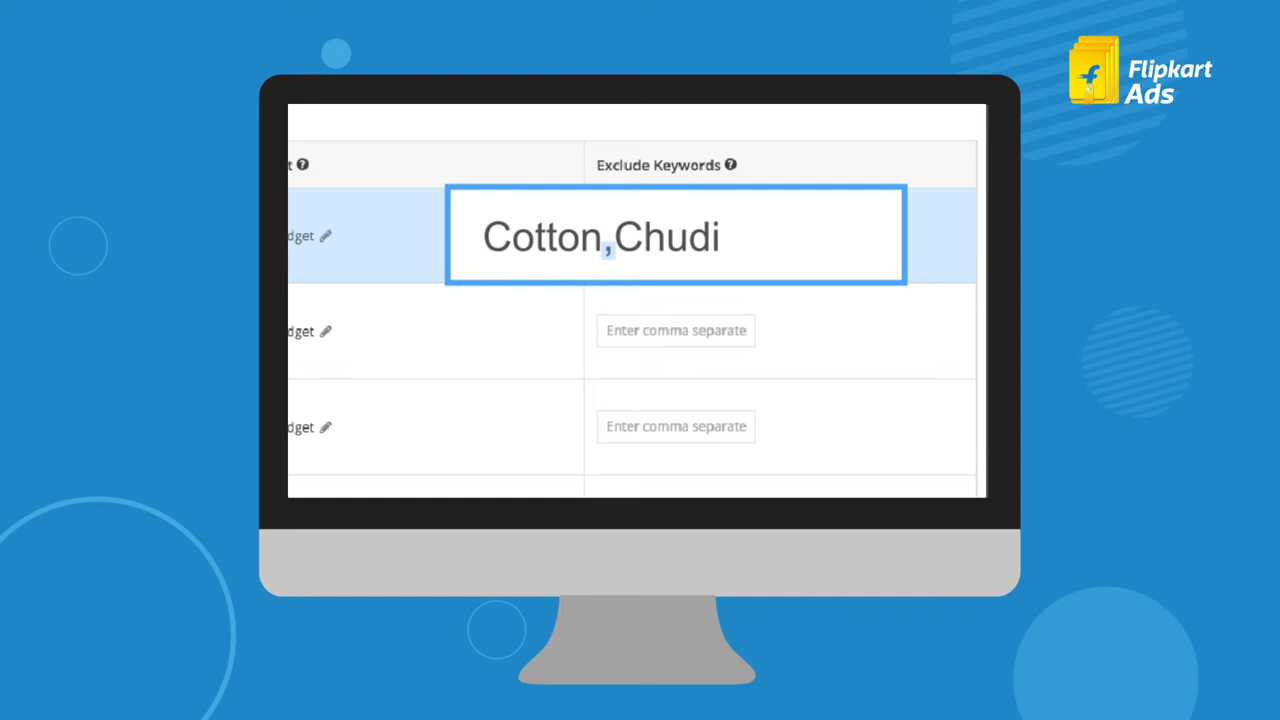 Flipkart
Ads
t
Exclude Keywords
Cotton,Chudi
dget
dget
Enter comma separate
dget
Enter comma separate